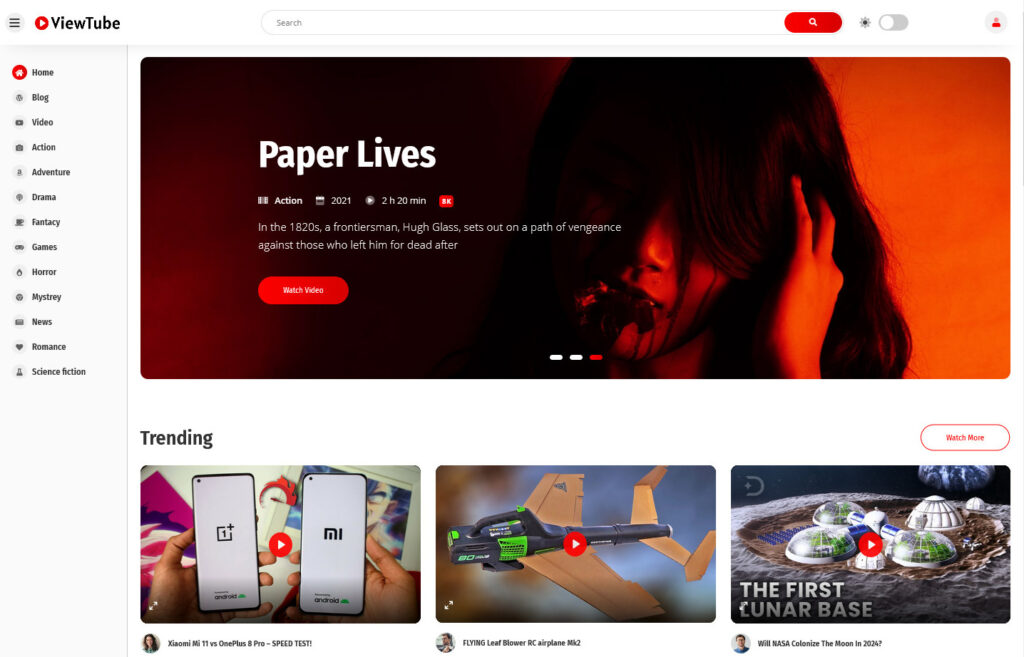 ViewTube
Search
Home
Blog
Video
Action
Adventure
Drama
Fantacy
Games
Horror
Mystrey
News
Romance
Science fiction
Paper Lives
Action 2021 2 h 20 min 8K
In the 1820s, a frontiersman, Hugh Glass, sets out on a path of vengeance
against those who left him for dead after
Watch Video
Trending
Watch More
1+
android
MI
android
80
THE FIRST
LUNAR BASE
Xiaomi Mi 11 vs OnePlus 8 Pro – SPEED TEST!
FLYING Leaf Blower RC airplane Mk2
Will NASA Colonize The Moon In 2024?